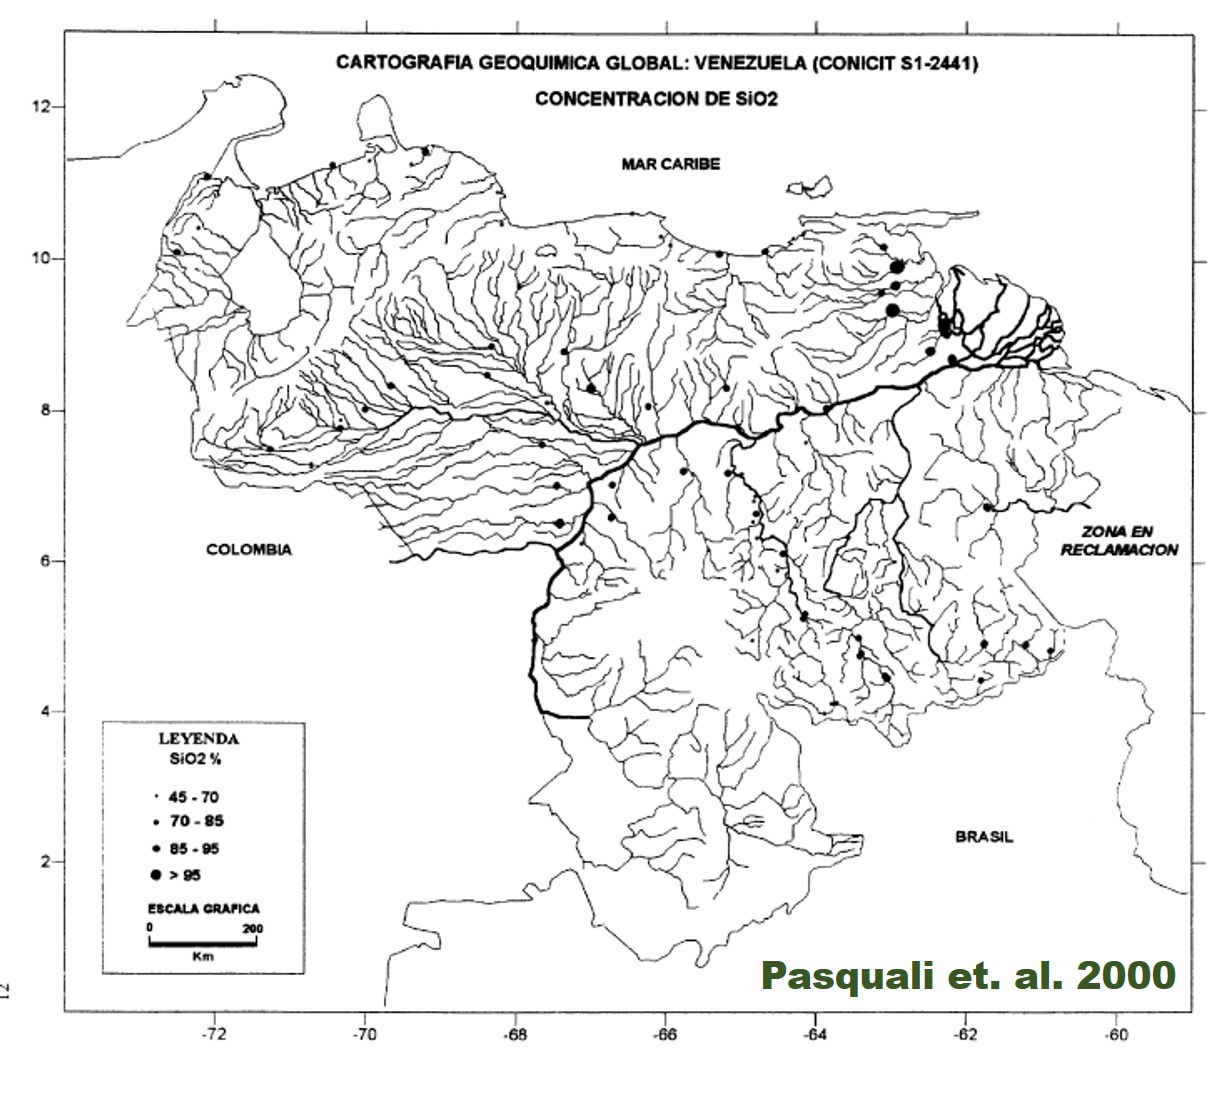 CARTOGRAFIA GEOQUIMICA GLOBAL: VENEZUELA (CONICIT S1-2441)
CONCENTRACION DE SiO2
12
MAR CARIBE
10
8
COLOMBIA
ZONA EN
RECLAMACION
6
4
LEYENDA
SiO2 %
45 - 70
70 - 85
85 - 95
> 95
ESCALA GRAFICA
0 200
Km
BRASIL
2
Pasquali et. al. 2000
12
-72 -70 -68 -66 -64 -62 -60